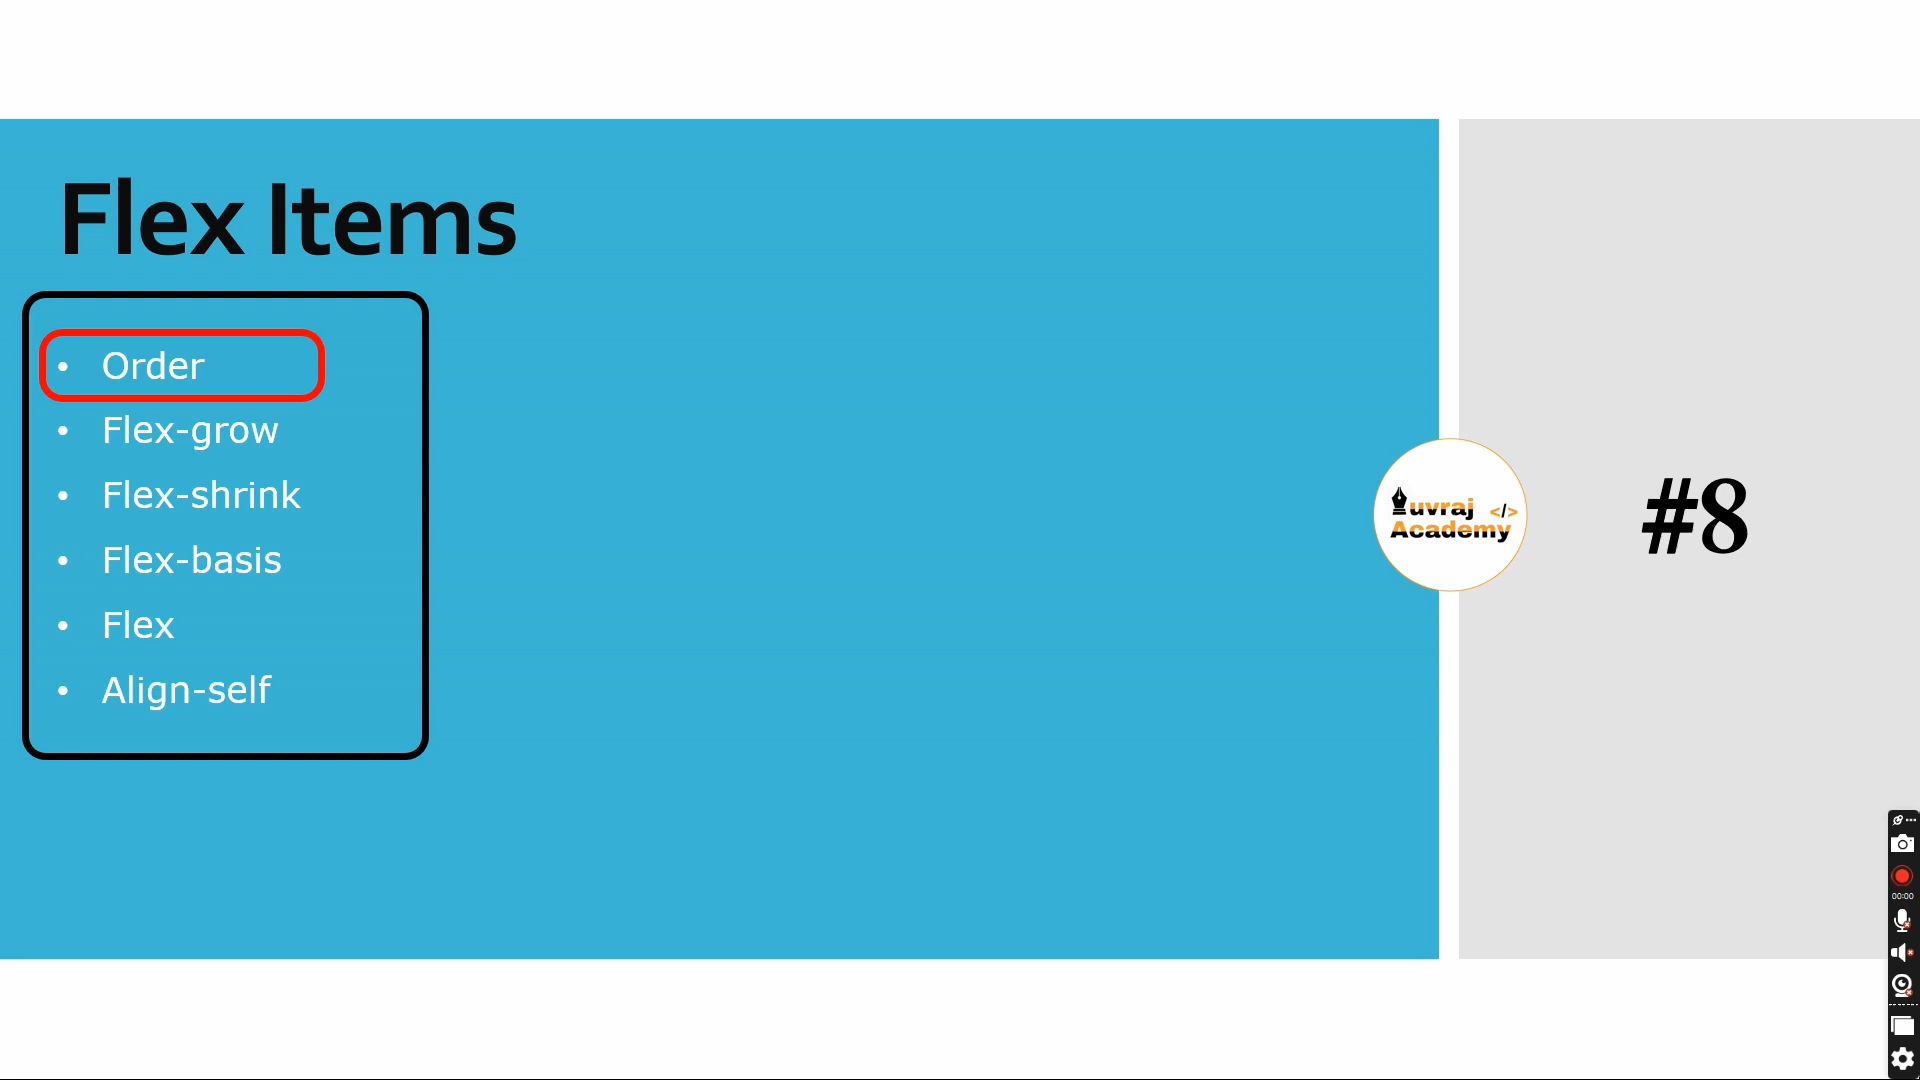 Flex Items
• Order
• Flex-grow
• Flex-shrink
• Flex-basis
• Flex
• Align-self
uvraj </>
Academy
#8
00:00